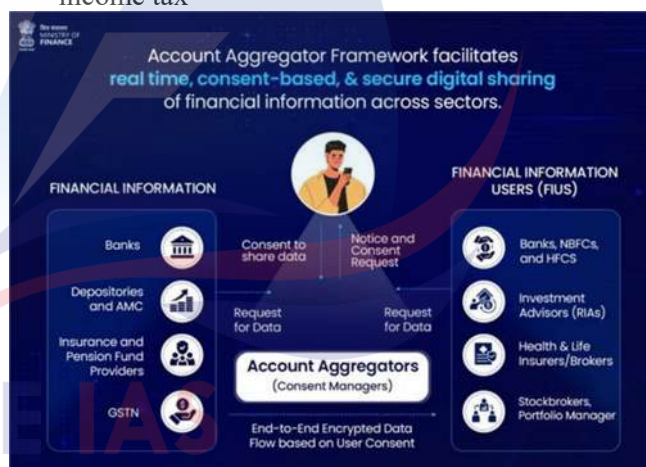 income tax
वित्त मंत्रालय
MINISTRY OF
FINANCE
Account Aggregator Framework facilitates
real time, consent-based, & secure digital sharing
of financial information across sectors.
FINANCIAL INFORMATION
Banks
Depositories
and AMC
Insurance and
Pension Fund
Providers
GSTN
Consent to
share data
Notice and
Consent
Request
Request
for Data
Request
for Data
Account Aggregators
(Consent Managers)
End-to-End Encrypted Data
Flow based on User Consent
FINANCIAL INFORMATION
USERS (FIUS)
Banks, NBFCs,
and HFCS
Investment
Advisors (RIAs)
Health & Life
Insurers/Brokers
Stockbrokers,
Portfolio Manager
E IAS